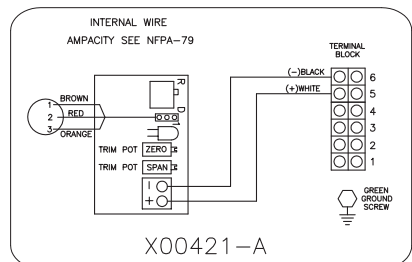 INTERNAL WIRE
AMPACITY SEE NFPA-79
TERMINAL
BLOCK
R
D
1
BROWN
1
RED
2
ORANGE
3
TRIM POT
ZERO
TRIM POT
SPAN
−
+
(−)BLACK
(+)WHITE
6
5
4
3
2
1
GREEN
GROUND
SCREW
X00421-A